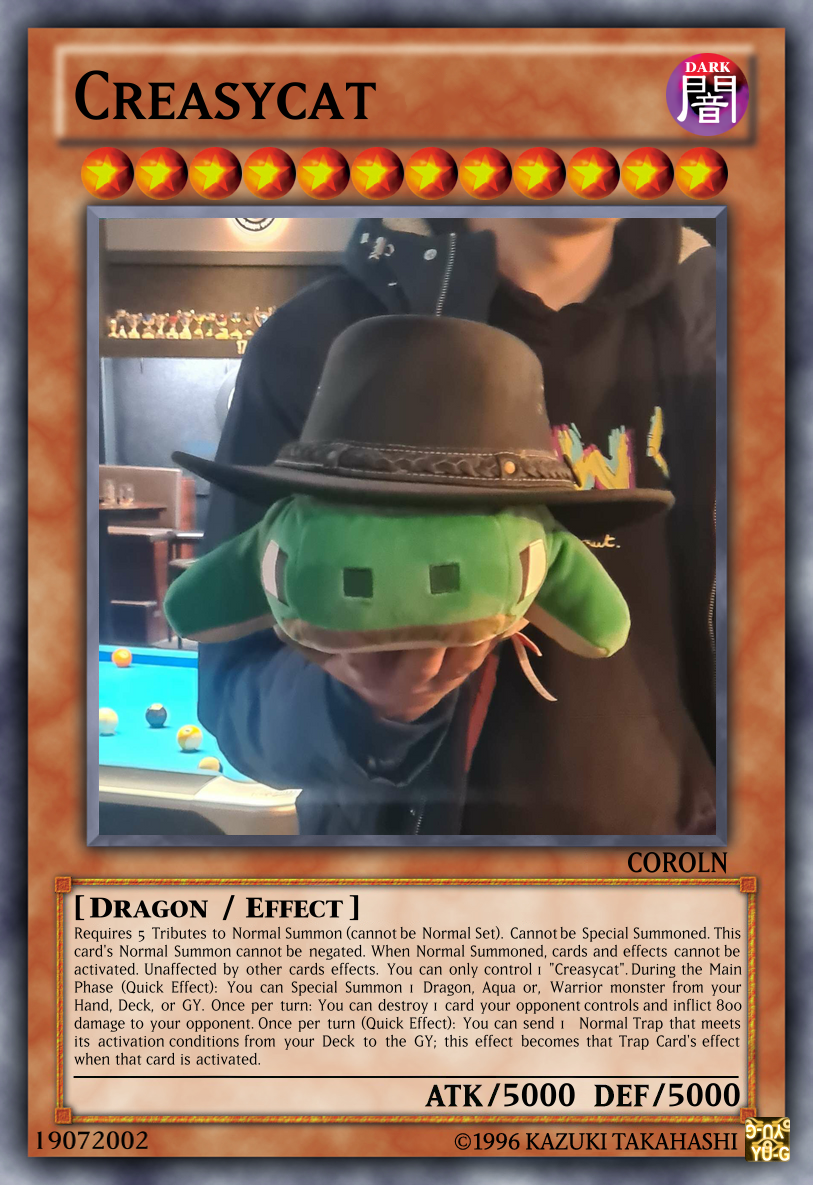 CREASYCAT
DARK
闇
17
COROLN
[ DRAGON / EFFECT ]
Requires 5 Tributes to Normal Summon (cannot be Normal Set). Cannot be Special Summoned. This
card's Normal Summon cannot be negated. When Normal Summoned, cards and effects cannot be
activated. Unaffected by other cards effects. You can only control 1 "Creasycat". During the Main
Phase (Quick Effect): You can Special Summon 1 Dragon, Aqua or, Warrior monster from your
Hand, Deck, or GY. Once per turn: You can destroy 1 card your opponent controls and inflict 800
damage to your opponent. Once per turn (Quick Effect): You can send 1 Normal Trap that meets
its activation conditions from your Deck to the GY; this effect becomes that Trap Card's effect
when that card is activated.
ATK/5000 DEF/5000
19072002
©1996 KAZUKI TAKAHASHI
YU-G